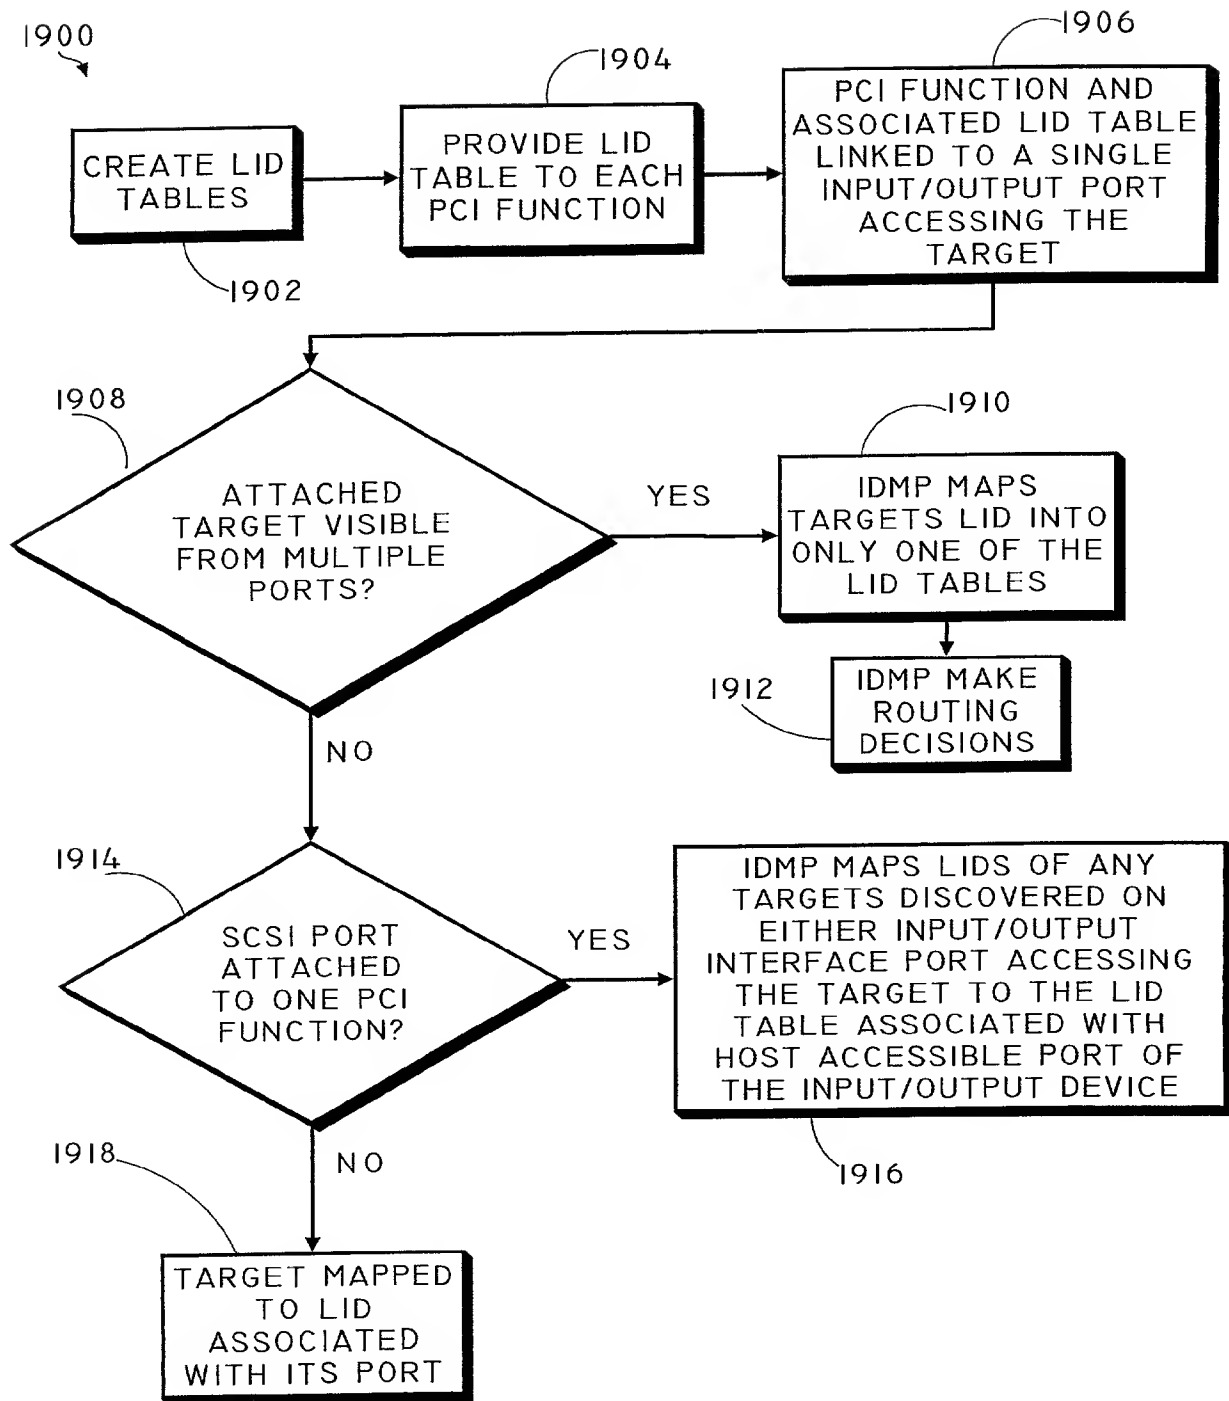 1900
CREATE LID
TABLES
1902
1904
PROVIDE LID
TABLE TO EACH
PCI FUNCTION
1906
PCI FUNCTION AND
ASSOCIATED LID TABLE
LINKED TO A SINGLE
INPUT/OUTPUT PORT
ACCESSING THE
TARGET
1908
ATTACHED
TARGET VISIBLE
FROM MULTIPLE
PORTS?
YES
1910
IDMP MAPS
TARGETS LID INTO
ONLY ONE OF THE
LID TABLES
1912
IDMP MAKE
ROUTING
DECISIONS
NO
1914
SCSI PORT
ATTACHED
TO ONE PCI
FUNCTION?
YES
IDMP MAPS LIDS OF ANY
TARGETS DISCOVERED ON
EITHER INPUT/OUTPUT
INTERFACE PORT ACCESSING
THE TARGET TO THE LID
TABLE ASSOCIATED WITH
HOST ACCESSIBLE PORT OF
THE INPUT/OUTPUT DEVICE
1916
NO
1918
TARGET MAPPED
TO LID
ASSOCIATED
WITH ITS PORT